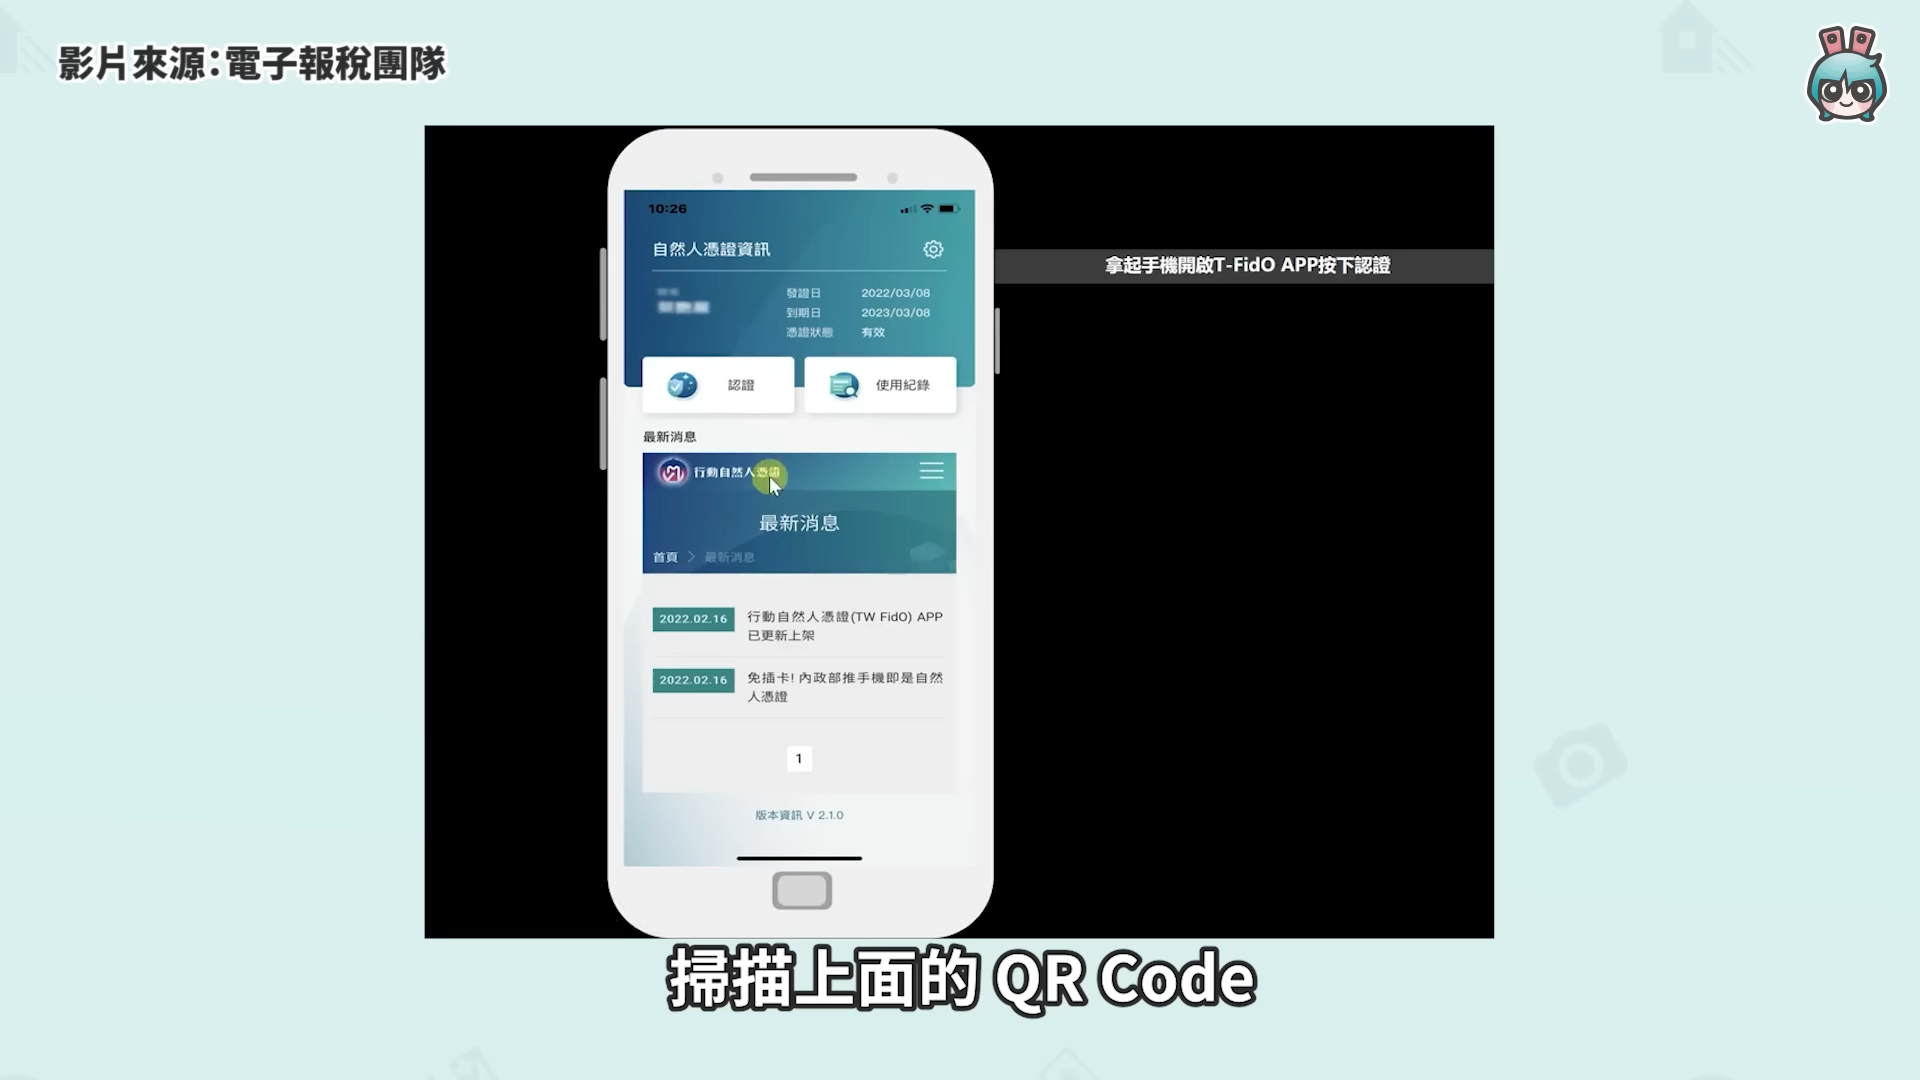 影片來源：電子報稅團隊
10:26
自然人憑證資訊
發證日 2022/03/08
到期日 2023/03/08
憑證狀態 有效
拿起手機開啟T-FidO APP按下認證
認證
使用紀錄
最新消息
行動自然人憑證
最新消息
首頁 > 最新消息
2022.02.16
行動自然人憑證(TW FidO) APP
已更新上架
2022.02.16
免插卡! 內政部推手機即是自然
人憑證
1
版本資訊 V 2.1.0
掃描上面的 QR Code